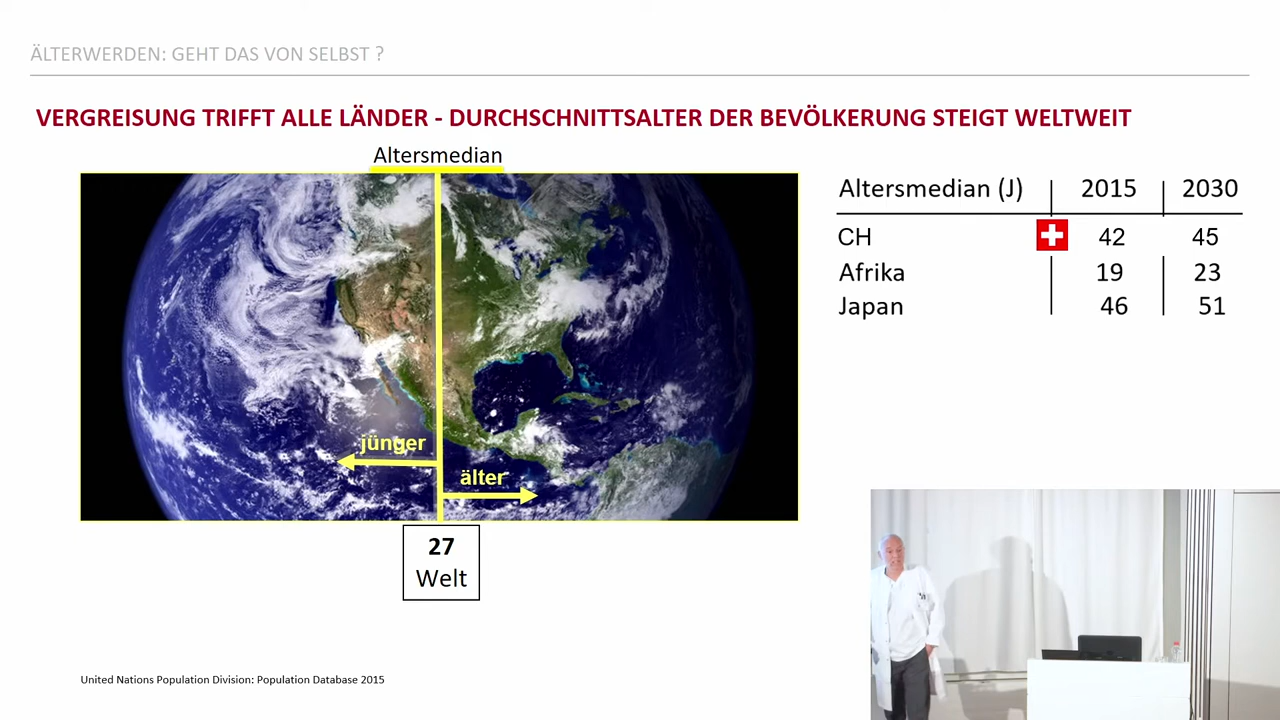 ÄLTERWERDEN: GEHT DAS VON SELBST ?
VERGREISUNG TRIFFT ALLE LÄNDER - DURCHSCHNITTSALTER DER BEVÖLKERUNG STEIGT WELTWEIT
Altersmedian
jünger
älter
27
Welt
Altersmedian (J) 2015 2030
CH 42 45
Afrika 19 23
Japan 46 51
United Nations Population Division: Population Database 2015